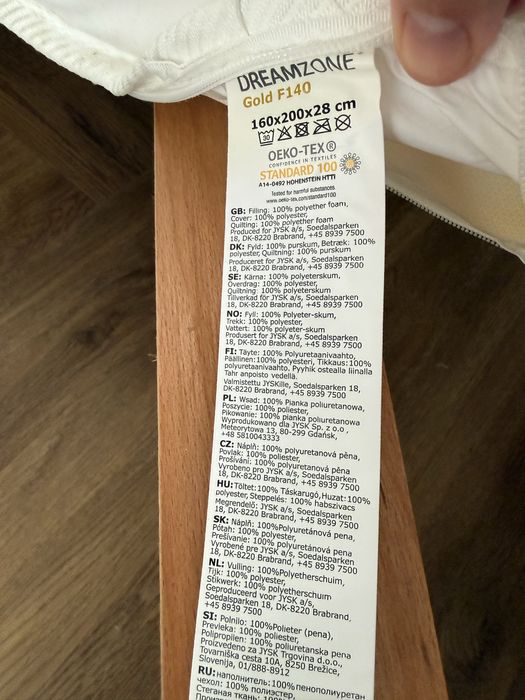 DREAMZONE®
Gold F140
160x200x28 cm
30
OEKO-TEX®
CONFIDENCE IN TEXTILES
STANDARD 100
A14-0492 HOHENSTEIN HTTI
Tested for harmful substances
www.oeko-tex.com/standard100
GB: Filling: 100% polyether foam,
Cover: 100% polyester,
Quilting: 100% polyether foam
Produced for JYSK a/s, Soedalsparken
18, DK-8220 Brabrand, +45 8939 7500
DK: Fyld: 100% purskum, Betræk: 100%
polyester, Quiltning: 100% purskum
Produceret for JYSK a/s, Soedalsparken
18, DK-8220 Brabrand, +45 8939 7500
SE: Kärna: 100% polyeterskum,
Överdrag: 100% polyester,
Quiltning: 100% polyeterskum
Tillverkad för JYSK a/s, Soedalsparken
18, DK-8220 Brabrand, +45 8939 7500
NO: Fyll: 100% Polyeter-skum,
Trekk: 100% polyester,
Vattert: 100% polyeter-skum
Produsert for JYSK a/s, Soedalsparken
18, DK-8220 Brabrand, +45 8939 7500
FI: Täyte: 100% Polyuretaanivaahto,
Päällinen:100% polyesteri, Tikkaus:100%
polyuretaanivaahto. Pyyhik ostealla liinalla
Tahr anpoisto vedellä.
Valmistettu JYSKille, Soedalsparken 18,
DK-8220 Brabrand, +45 8939 7500
PL: Wsad: 100% Pianka poliuretanowa,
Poszycie: 100% poliester,
Pikowanie: 100% pianka poliuretanowa
Wyprodukowano dla JYSK Sp. z o.o ,
Meteorytowa 13, 80-299 Gdańsk,
+48 5810043333
CZ: Náplň: 100% polyuretanová pěna,
Povlak: 100% polyester,
Prošívání: 100% polyuretanová pěna
Vyrobeno pro JYSK a/s, Soedalsparken
18, DK-8220 Brabrand, +45 8939 7500
HU:Töltet:100% Táskarugó,Huzat:100%
polyester, Steppelés: 100% habszivacs
Megrendelő: JYSK a/s, Soedalsparken
18, DK-8220 Brabrand, +45 8939 7500
SK: Náplň: 100%Polyuretánová pena,
Poťah: 100% polyester,
Prešívanie: 100% polyuretánová pena
Vyrobené pre JYSK a/s, Soedalsparken
18, DK-8220 Brabrand, +45 8939 7500
NL: Vulling: 100%Polyetherschuim,
Tijk: 100% polyester,
Stikwerk: 100% polyetherschuim
Geproduceerd voor JYSK a/s,
Soedalsparken 18, DK-8220 Brabrand,
+45 8939 7500
SI: Polnilo: 100%Polieter (pena),
Prevleka: 100% poliester,
Polipropilen: 100% poliuretanska pena
Proizvedeno za JYSK Trgovina d.o.o.,
Tovarniška cesta 10A, 8250 Brežice,
Slovenija, 00811-92-83
RU:наполнитель:100%пенополиуретан
чехол: 100% полиэстер,